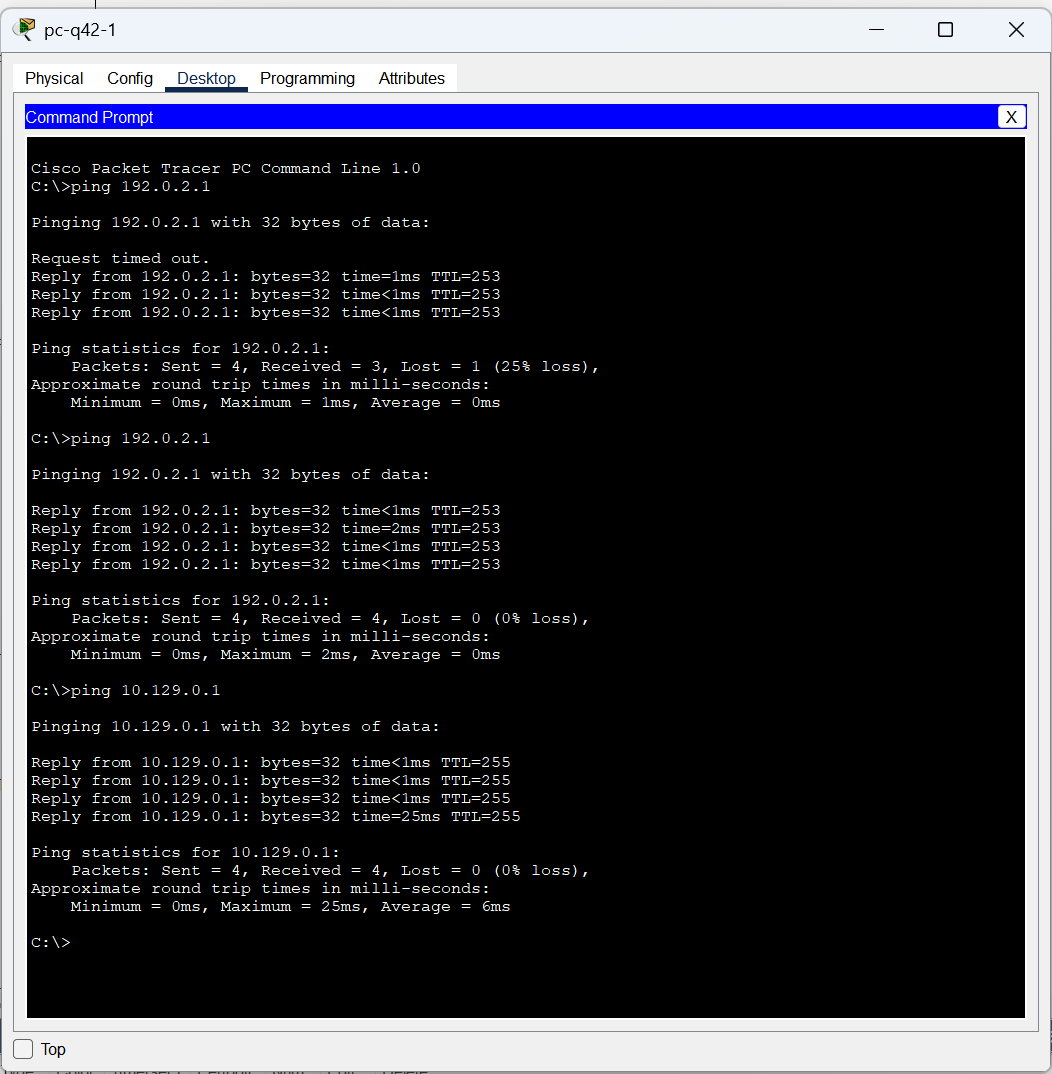 pc-q42-1
Physical Config Desktop Programming Attributes
Command Prompt
X
Cisco Packet Tracer PC Command Line 1.0
C:\>ping 192.0.2.1
Pinging 192.0.2.1 with 32 bytes of data:
Request timed out.
Reply from 192.0.2.1: bytes=32 time=1ms TTL=253
Reply from 192.0.2.1: bytes=32 time<1ms TTL=253
Reply from 192.0.2.1: bytes=32 time<1ms TTL=253
Ping statistics for 192.0.2.1:
Packets: Sent = 4, Received = 3, Lost = 1 (25% loss),
Approximate round trip times in milli-seconds:
Minimum = 0ms, Maximum = 1ms, Average = 0ms
C:\>ping 192.0.2.1
Pinging 192.0.2.1 with 32 bytes of data:
Reply from 192.0.2.1: bytes=32 time<1ms TTL=253
Reply from 192.0.2.1: bytes=32 time=2ms TTL=253
Reply from 192.0.2.1: bytes=32 time<1ms TTL=253
Reply from 192.0.2.1: bytes=32 time<1ms TTL=253
Ping statistics for 192.0.2.1:
Packets: Sent = 4, Received = 4, Lost = 0 (0% loss),
Approximate round trip times in milli-seconds:
Minimum = 0ms, Maximum = 2ms, Average = 0ms
C:\>ping 10.129.0.1
Pinging 10.129.0.1 with 32 bytes of data:
Reply from 10.129.0.1: bytes=32 time<1ms TTL=255
Reply from 10.129.0.1: bytes=32 time<1ms TTL=255
Reply from 10.129.0.1: bytes=32 time<1ms TTL=255
Reply from 10.129.0.1: bytes=32 time=25ms TTL=255
Ping statistics for 10.129.0.1:
Packets: Sent = 4, Received = 4, Lost = 0 (0% loss),
Approximate round trip times in milli-seconds:
Minimum = 0ms, Maximum = 25ms, Average = 6ms
C:\>
Top